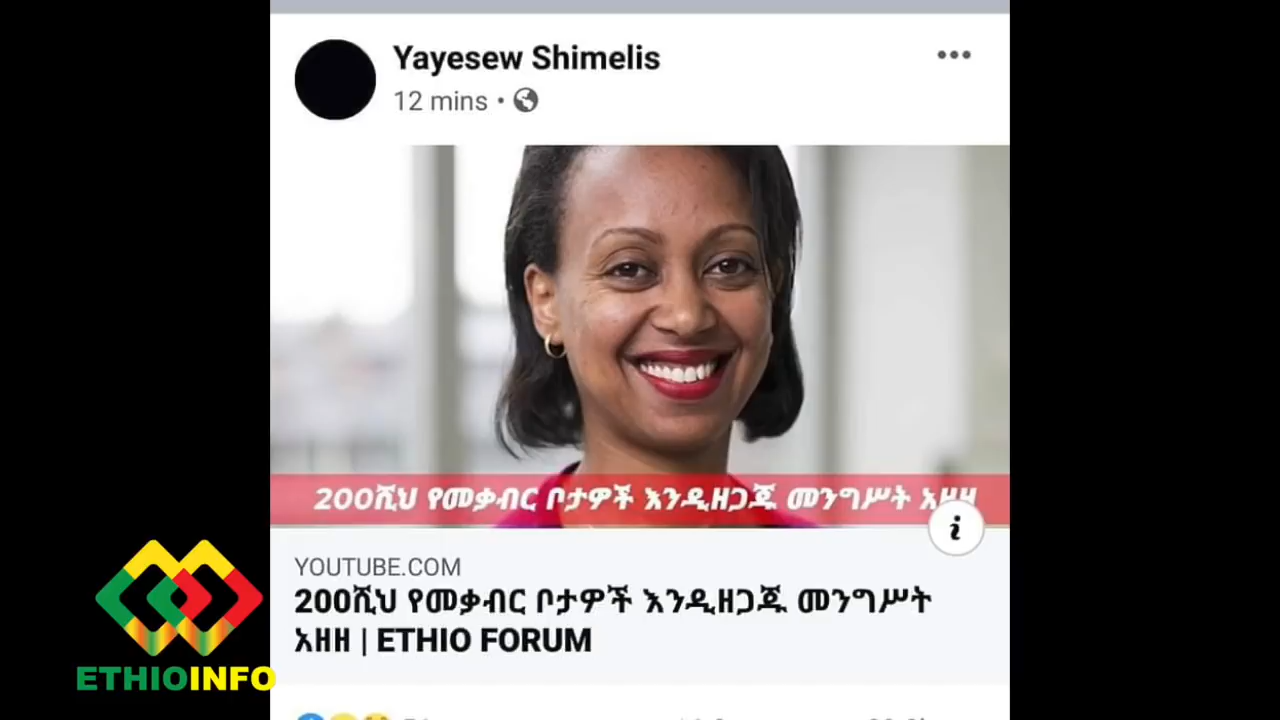 Yayesew Shimelis
12 mins •
200ሺህ የመቃብር ቦታዎች እንዲዘጋጁ መንግሥት አዘዘ
YOUTUBE.COM
200ሺህ የመቃብር ቦታዎች እንዲዘጋጁ መንግሥት
አዘዘ | ETHIO FORUM
ETHIOINFO